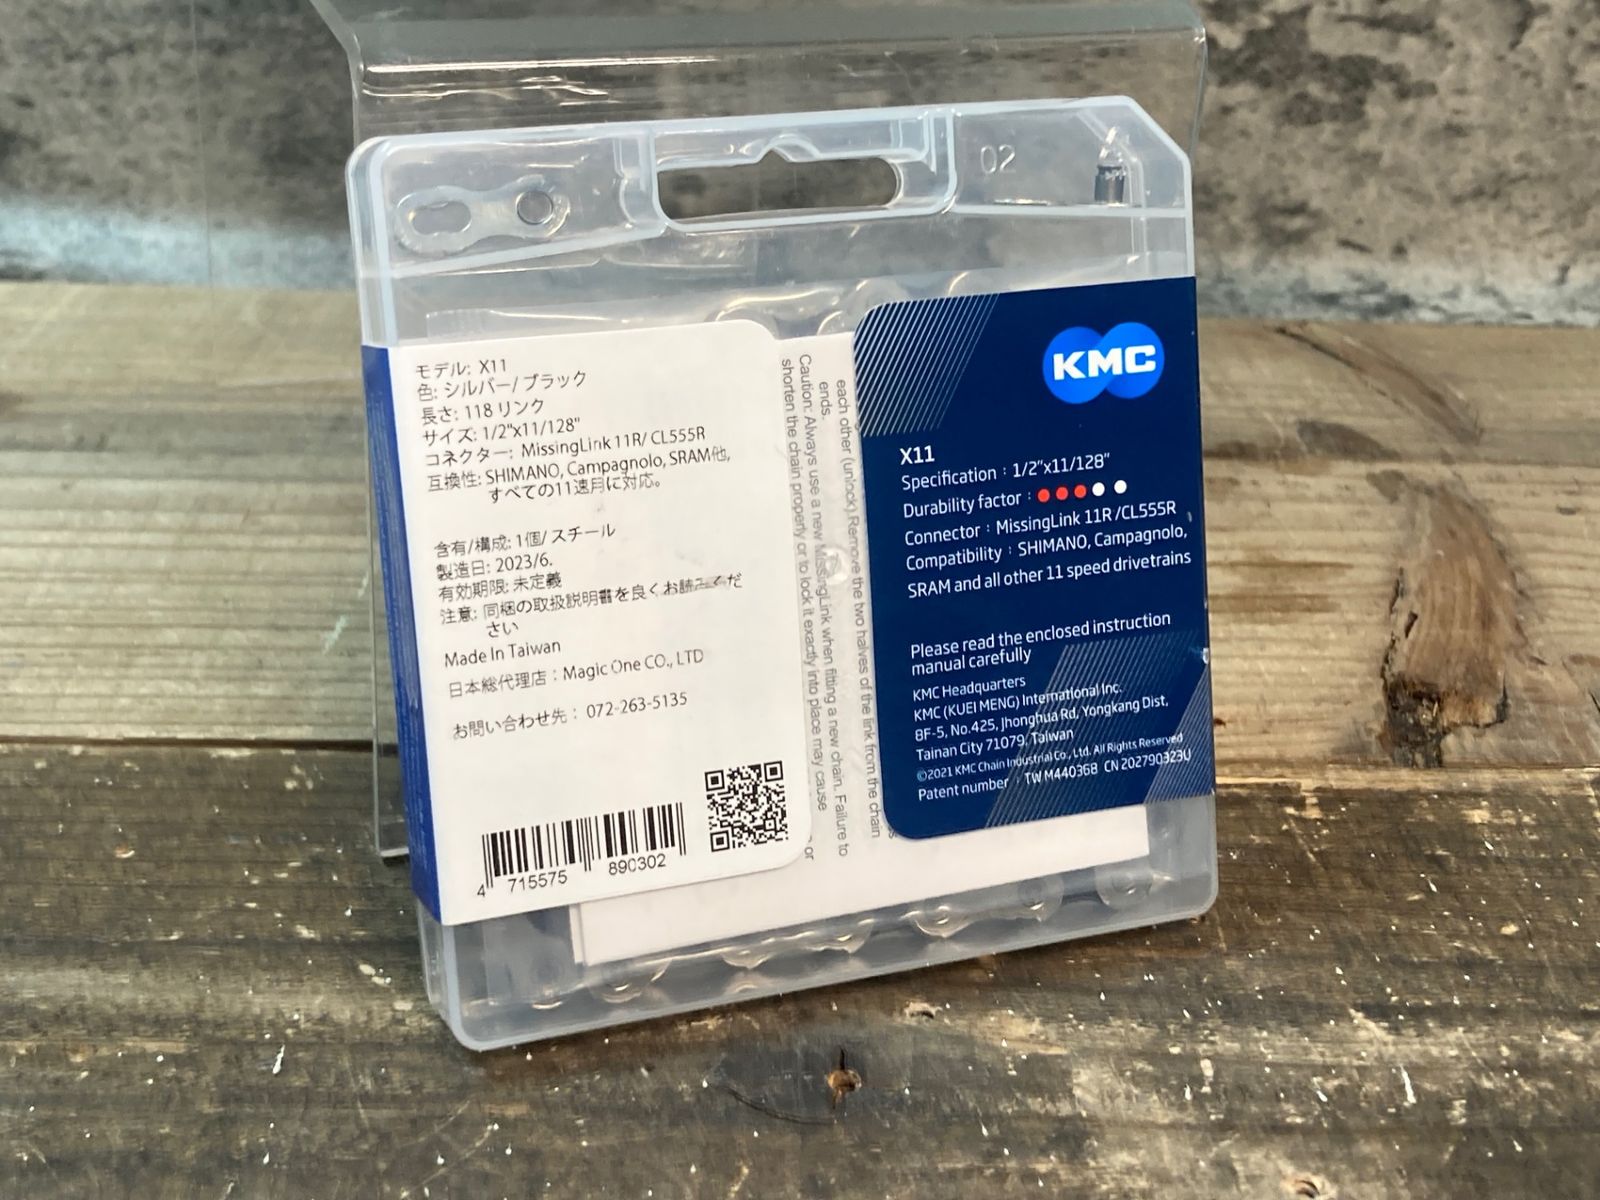 02
モデル: X11
色: シルバー/ ブラック
長さ: 118 リンク
サイズ: 1/2"x11/128"
コネクター: MissingLink 11R/ CL555R
互換性: SHIMANO, Campagnolo, SRAM他,
すべての11速用に対応。
含有/構成: 1個/ スチール
製造日: 2023/6.
有効期限: 未定義
注意: 同梱の取扱説明書を良くお読みくだ
さい
Made In Taiwan
日本総代理店：Magic One CO., LTD
お問い合わせ先： 072-263-5135
4 715575 890302
each other (unlock) Remove the two halves of the link from the chain
ends.
Caution: Always use a new MissingLink when fitting a new chain. Failure to
shorten the chain properly or to lock it exactly into place may cause
or
KMC
X11
Specification：1/2"x11/128"
Durability factor：
Connector：MissingLink 11R /CL555R
Compatibility：SHIMANO, Campagnolo,
SRAM and all other 11 speed drivetrains
Please read the enclosed instruction
manual carefully
KMC Headquarters
KMC (KUEI MENG) International Inc.
8F-5, No.425, Jhonghua Rd, Yongkang Dist,
Tainan City 71079, Taiwan
©2021 KMC Chain Industrial Co., Ltd. All Rights Reserved
Patent number TW M440368 CN 202790323U